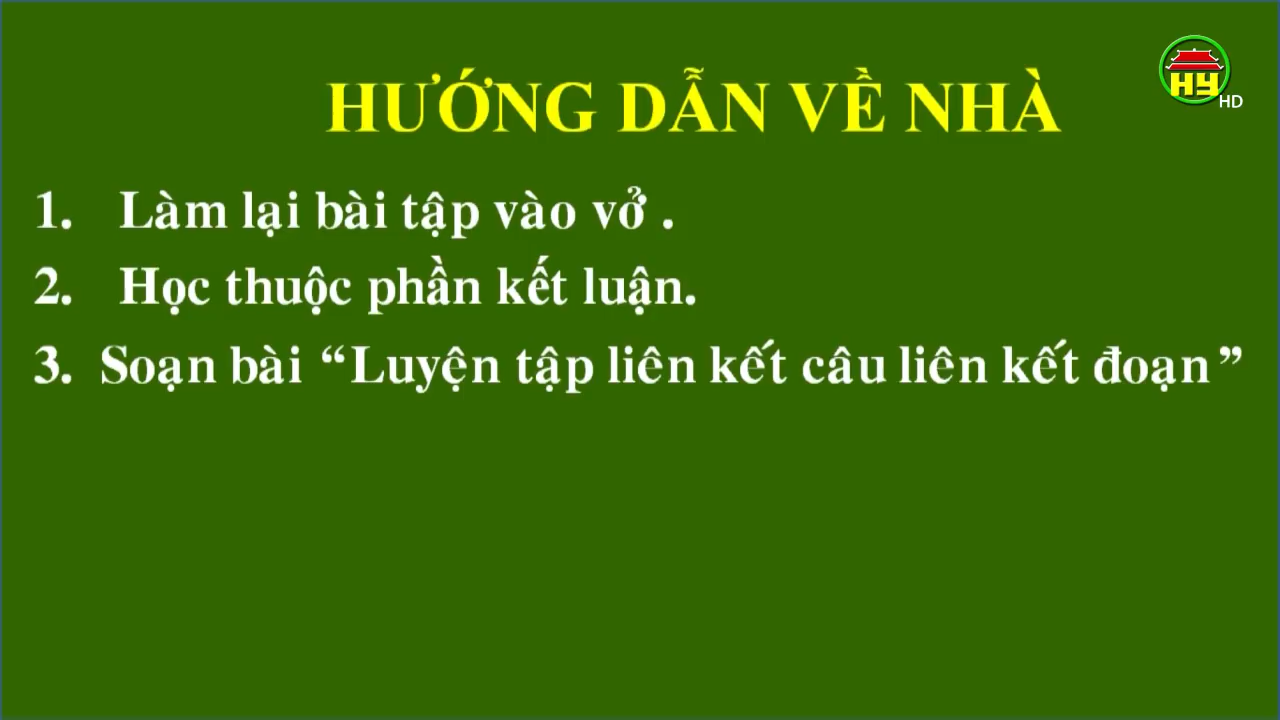 HY
HD
HƯỚNG DẪN VỀ NHÀ
1. Làm lại bài tập vào vở .
2. Học thuộc phần kết luận.
3. Soạn bài “Luyện tập liên kết câu liên kết đoạn”